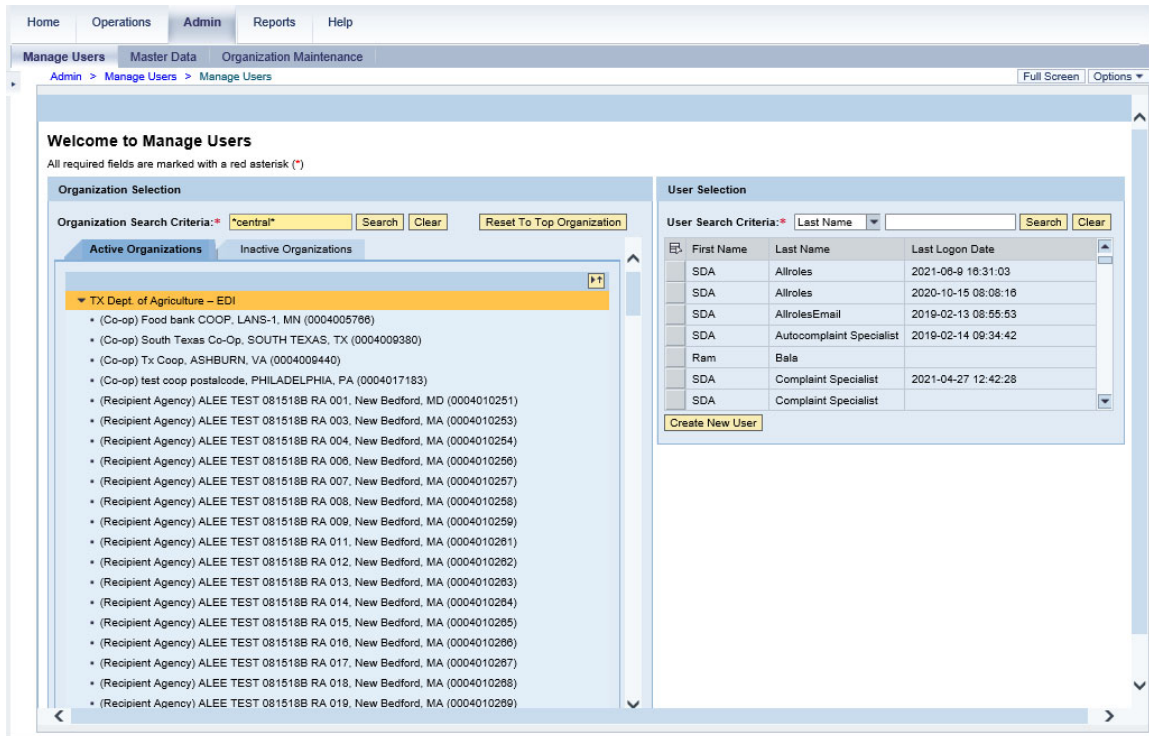 Home Operations Admin Reports Help
Manage Users Master Data Organization Maintenance
Admin > Manage Users > Manage Users
Full Screen Options
Welcome to Manage Users
All required fields are marked with a red asterisk (*)
Organization Selection
Organization Search Criteria:* *central* Search Clear Reset To Top Organization
Active Organizations Inactive Organizations
TX Dept. of Agriculture – EDI
• (Co-op) Food bank COOP, LANS-1, MN (0004005766)
• (Co-op) South Texas Co-Op, SOUTH TEXAS, TX (0004009380)
• (Co-op) Tx Coop, ASHBURN, VA (0004009440)
• (Co-op) test coop postalcode, PHILADELPHIA, PA (0004017183)
• (Recipient Agency) ALEE TEST 081518B RA 001, New Bedford, MD (0004010251)
• (Recipient Agency) ALEE TEST 081518B RA 003, New Bedford, MA (0004010253)
• (Recipient Agency) ALEE TEST 081518B RA 004, New Bedford, MA (0004010254)
• (Recipient Agency) ALEE TEST 081518B RA 006, New Bedford, MA (0004010256)
• (Recipient Agency) ALEE TEST 081518B RA 007, New Bedford, MA (0004010257)
• (Recipient Agency) ALEE TEST 081518B RA 008, New Bedford, MA (0004010258)
• (Recipient Agency) ALEE TEST 081518B RA 009, New Bedford, MA (0004010259)
• (Recipient Agency) ALEE TEST 081518B RA 011, New Bedford, MA (0004010261)
• (Recipient Agency) ALEE TEST 081518B RA 012, New Bedford, MA (0004010262)
• (Recipient Agency) ALEE TEST 081518B RA 013, New Bedford, MA (0004010263)
• (Recipient Agency) ALEE TEST 081518B RA 014, New Bedford, MA (0004010264)
• (Recipient Agency) ALEE TEST 081518B RA 015, New Bedford, MA (0004010265)
• (Recipient Agency) ALEE TEST 081518B RA 016, New Bedford, MA (0004010266)
• (Recipient Agency) ALEE TEST 081518B RA 017, New Bedford, MA (0004010267)
• (Recipient Agency) ALEE TEST 081518B RA 018, New Bedford, MA (0004010268)
• (Recipient Agency) ALEE TEST 081518B RA 019, New Bedford, MA (0004010269)
User Selection
User Search Criteria:* Last Name Search Clear
First Name Last Name Last Logon Date
SDA Allroles 2021-06-9 16:31:03
SDA Allroles 2020-10-15 08:08:16
SDA AllrolesEmail 2019-02-13 08:55:53
SDA Autocomplaint Specialist 2019-02-14 09:34:42
Ram Bala
SDA Complaint Specialist 2021-04-27 12:42:28
SDA Complaint Specialist
Create New User